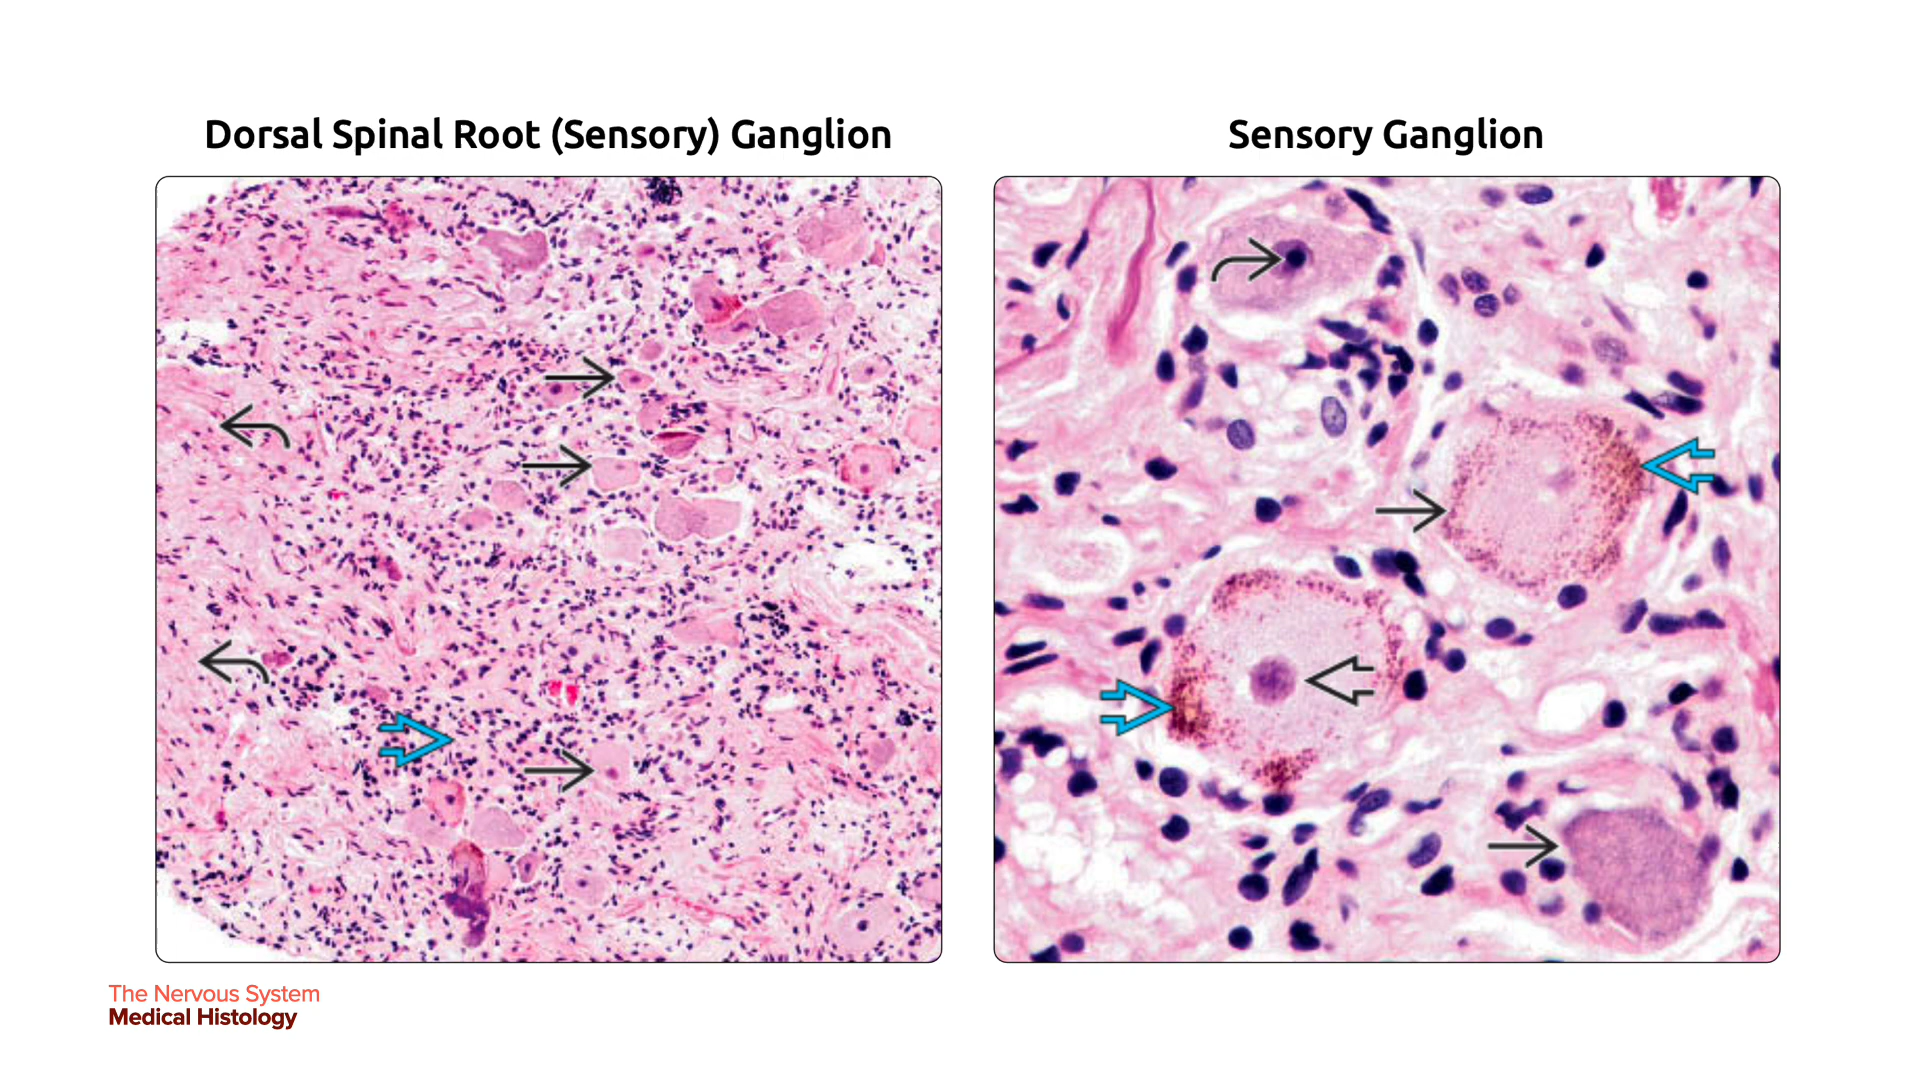 Dorsal Spinal Root (Sensory) Ganglion
Sensory Ganglion
The Nervous System
Medical Histology